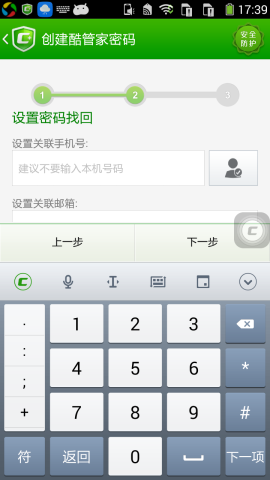 17:39
创建酷管家密码
安全
防护
1 2 3
设置密码找回
设置关联手机号:
建议不要输入本机号码
设置关联邮箱:
上一步 下一步
. 1 2 3
: 4 5 6 *
; 7 8 9 #
+
符 返回 0 下一项